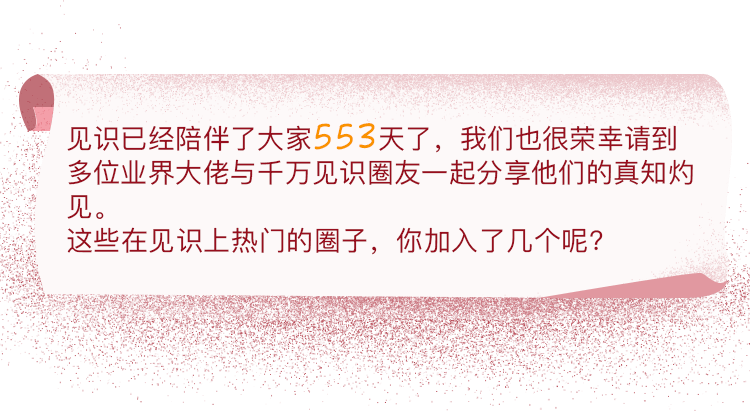 见识已经陪伴了大家553天了，我们也很荣幸请到
多位业界大佬与千万见识圈友一起分享他们的真知灼
见。
这些在见识上热门的圈子，你加入了几个呢？